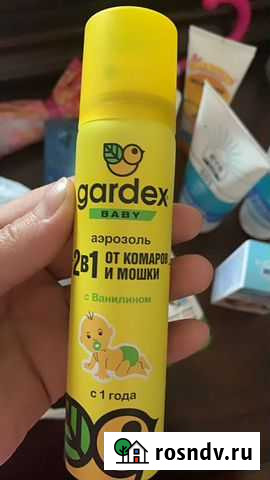 gardex
BABY
аэрозоль
2в1 ОТ КОМАРОВ
И МОШКИ
с Ванилином
с 1 года
rosndv.ru